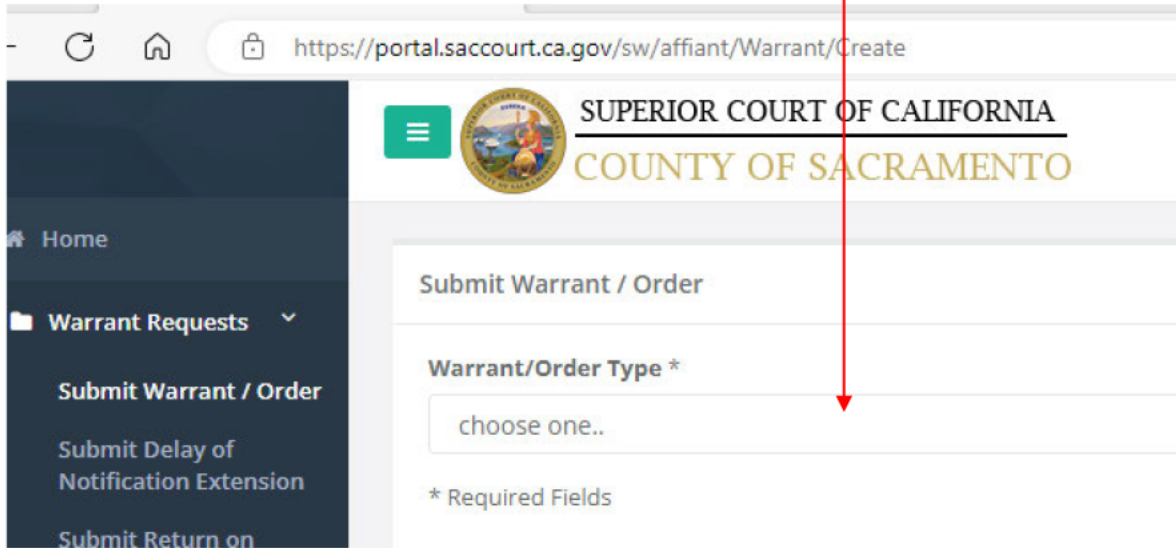 https://portal.saccourt.ca.gov/sw/affiant/Warrant/Create
SUPERIOR COURT OF CALIFORNIA
COUNTY OF SACRAMENTO
Home
Warrant Requests
Submit Warrant / Order
Submit Delay of
Notification Extension
Submit Return on
Submit Warrant / Order
Warrant/Order Type *
choose one..
* Required Fields